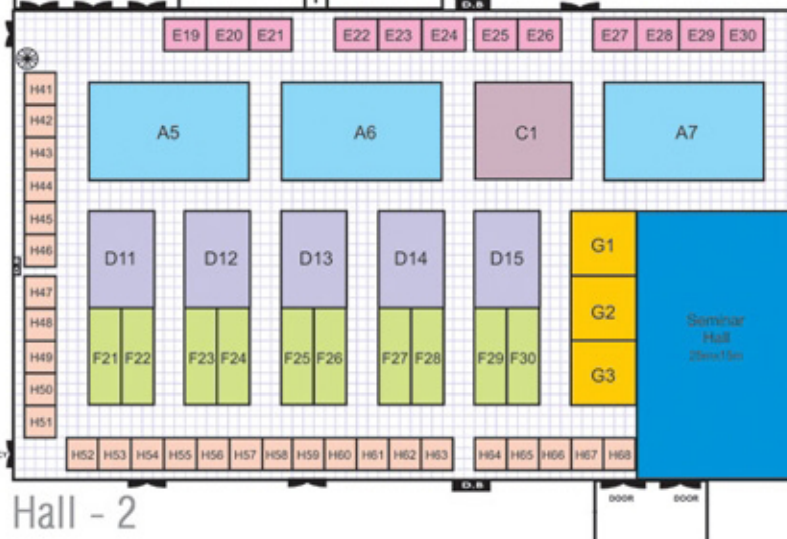 D.B
E19 E20 E21 E22 E23 E24 E25 E26 E27 E28 E29 E30
H41
H42
H43
H44
H45
H46
H47
H48
H49
H50
H51
A5 A6 C1 A7
D11 D12 D13 D14 D15
F21 F22 F23 F24 F25 F26 F27 F28 F29 F30
G1
G2
G3
Seminar
Hall
H52 H53 H54 H55 H56 H57 H58 H59 H60 H61 H62 H63 H64 H65 H66 H67 H68
D.B
DOOR DOOR
Hall - 2